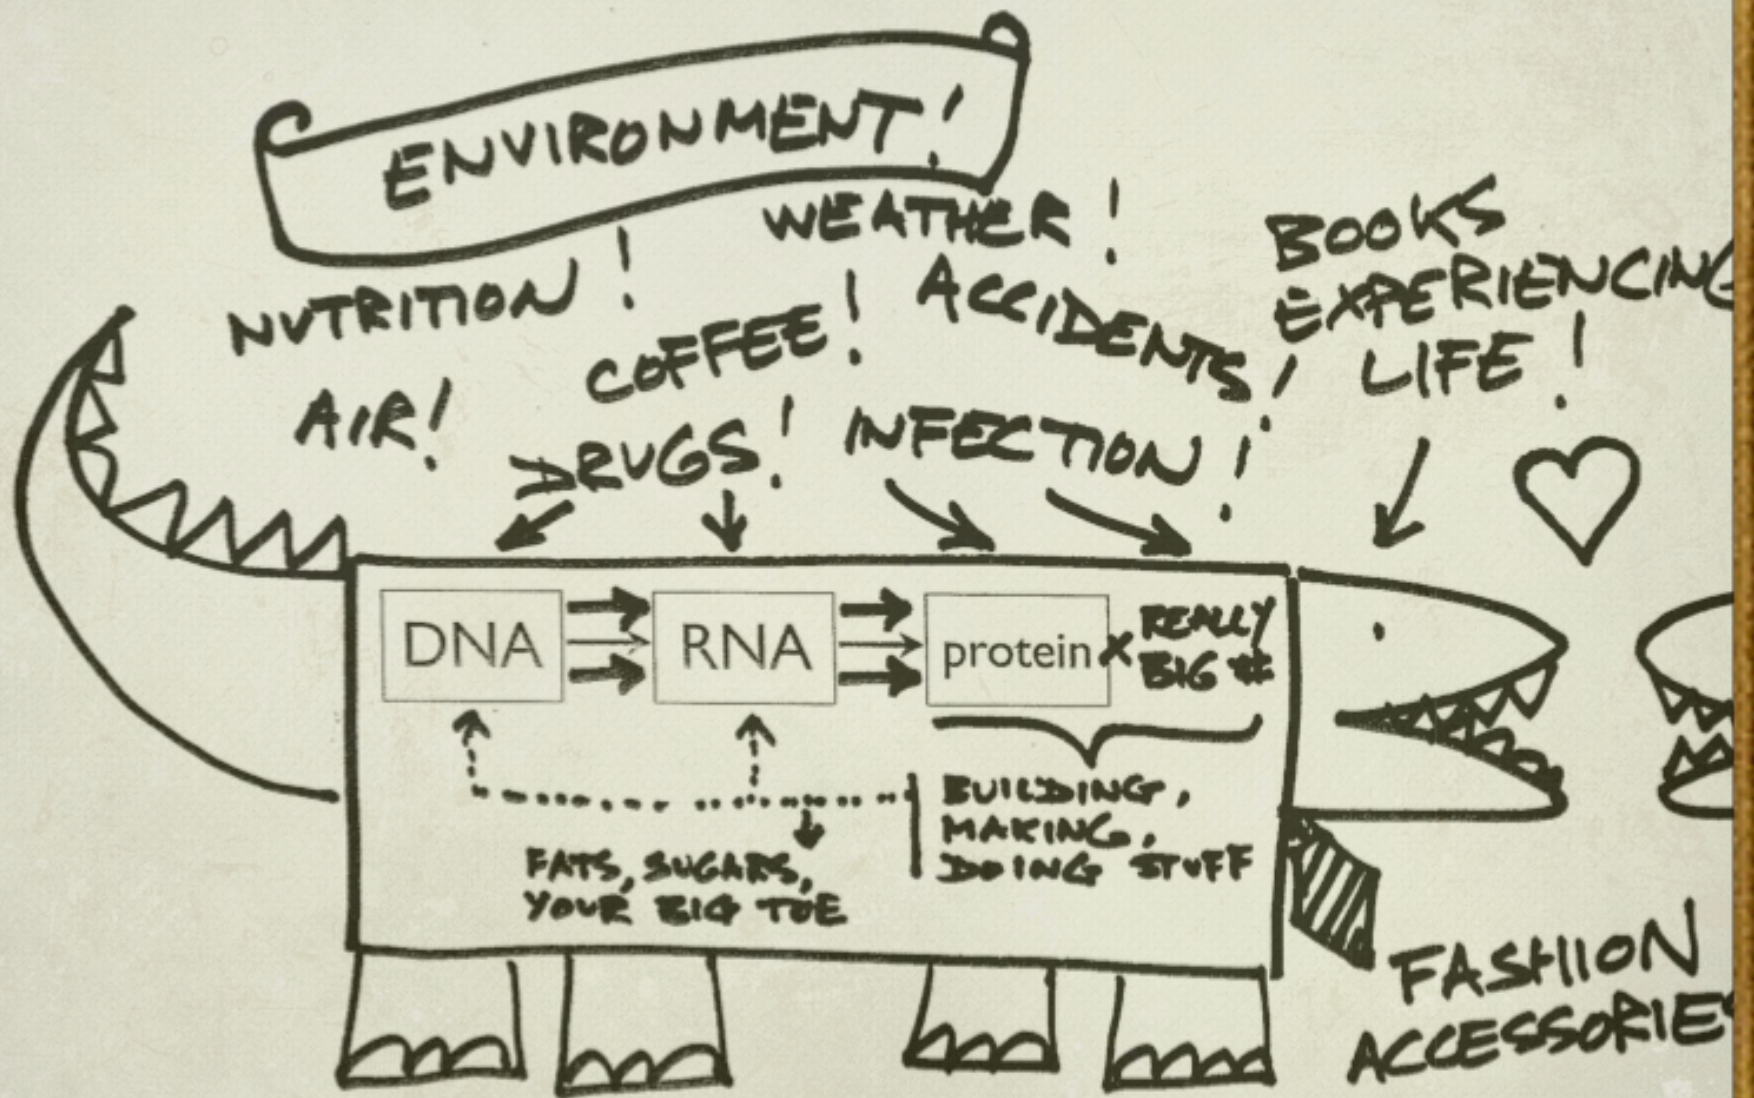 ENVIRONMENT!
WEATHER!
NUTRITION!
COFFEE!
ACCIDENTS!
BOOKS
EXPERIENCING
LIFE!
AIR!
DRUGS!
INFECTION!
DNA
RNA
protein
x REALLY
BIG #
BUILDING,
MAKING,
DOING STUFF
FATS, SUGARS,
YOUR BIG TOE
FASHION
ACCESSORIES